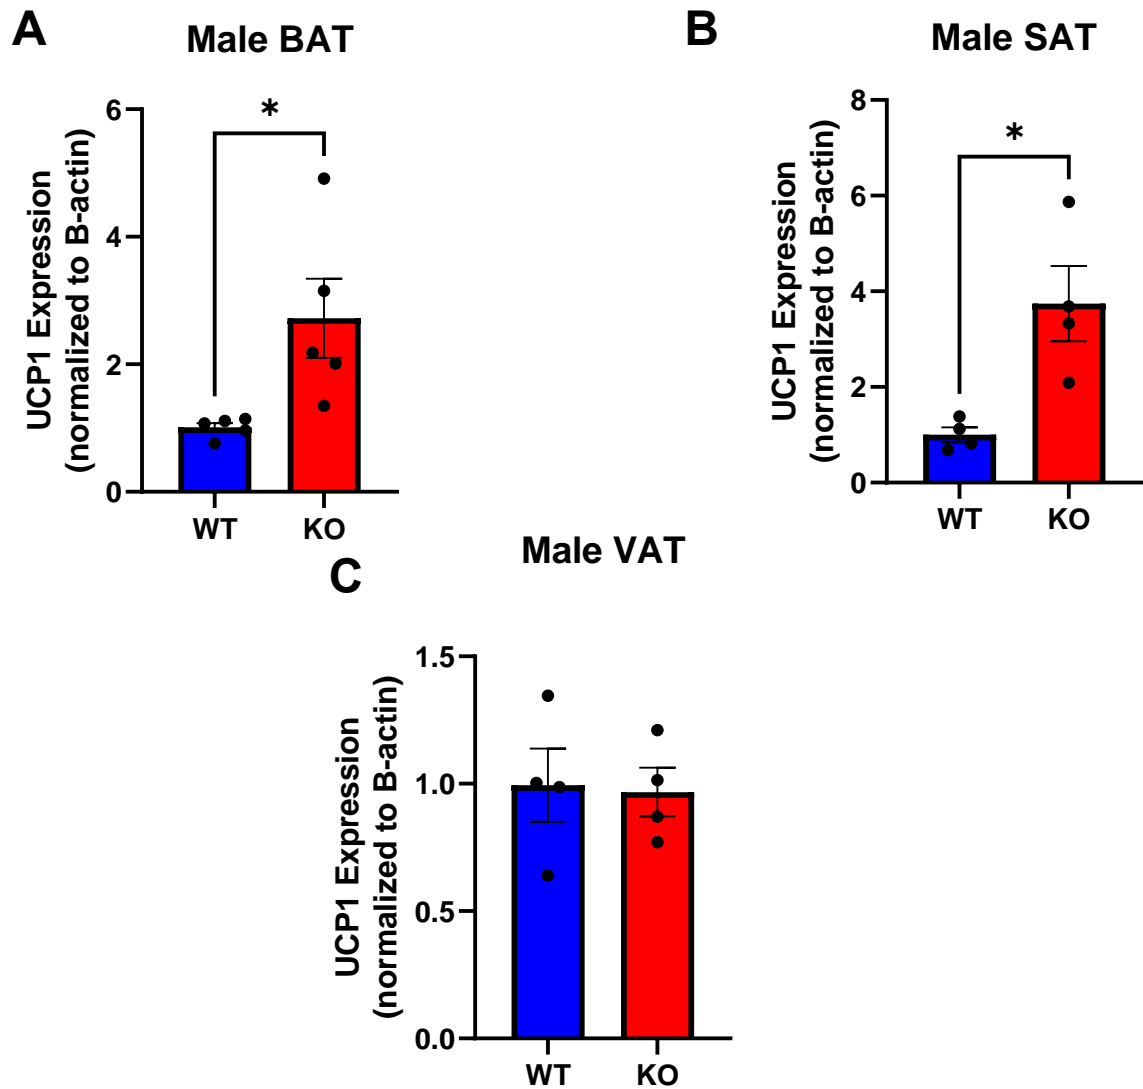 A
Male BAT
UCP1 Expression
(normalized to B-actin)
6
4
2
0
*
WT
KO
B
Male SAT
UCP1 Expression
(normalized to B-actin)
8
6
4
2
0
*
WT
KO
C
Male VAT
UCP1 Expression
(normalized to B-actin)
1.5
1.0
0.5
0.0
WT
KO